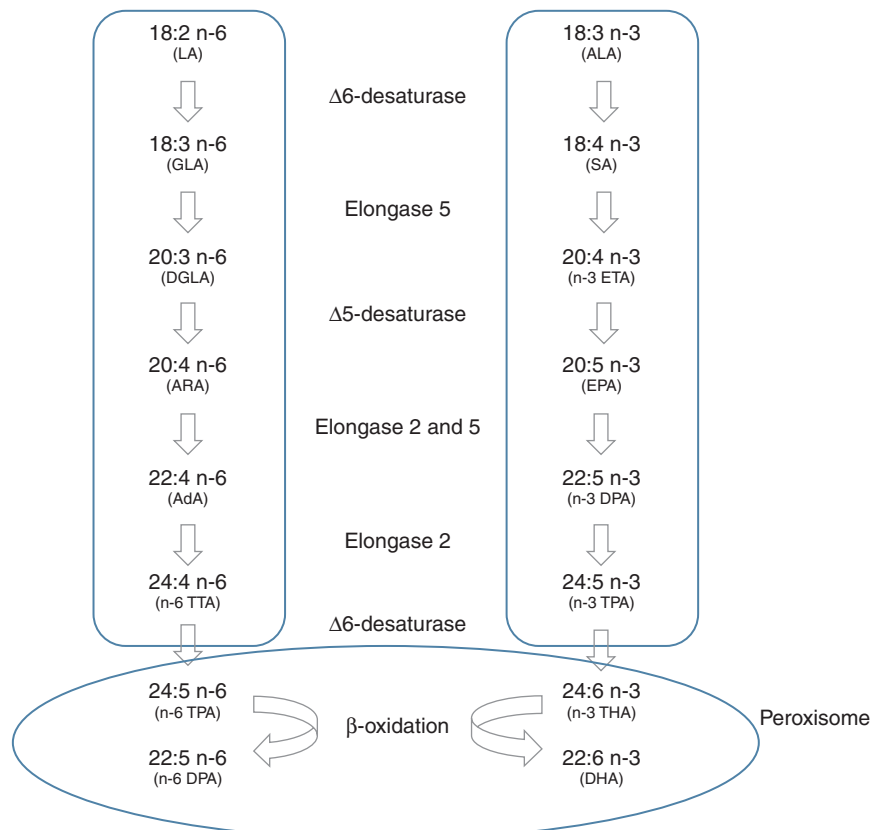 18:2 n-6
(LA)
18:3 n-3
(ALA)
Δ6-desaturase
18:3 n-6
(GLA)
18:4 n-3
(SA)
Elongase 5
20:3 n-6
(DGLA)
20:4 n-3
(n-3 ETA)
Δ5-desaturase
20:4 n-6
(ARA)
20:5 n-3
(EPA)
Elongase 2 and 5
22:4 n-6
(AdA)
22:5 n-3
(n-3 DPA)
Elongase 2
24:4 n-6
(n-6 TTA)
24:5 n-3
(n-3 TPA)
Δ6-desaturase
24:5 n-6
(n-6 TPA)
24:6 n-3
(n-3 THA)
β-oxidation
Peroxisome
22:5 n-6
(n-6 DPA)
22:6 n-3
(DHA)